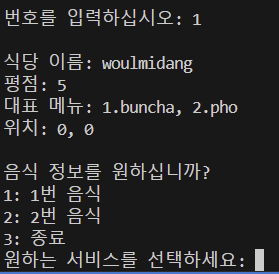 번호를 입력하십시오: 1
식당 이름: woulmidang
평점: 5
대표 메뉴: 1.buncha, 2.pho
위치: 0, 0
음식 정보를 원하십니까?
1: 1번 음식
2: 2번 음식
3: 종료
원하는 서비스를 선택하세요: